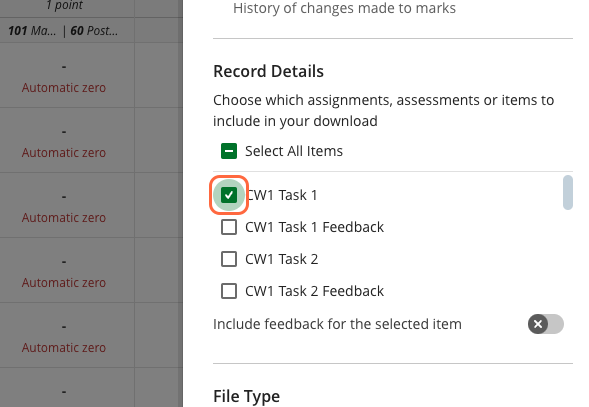 1 point
101 Ma... | 60 Post...
-
Automatic zero
-
Automatic zero
-
Automatic zero
-
Automatic zero
-
Automatic zero
-
History of changes made to marks
Record Details
Choose which assignments, assessments or items to
include in your download
Select All Items
CW1 Task 1
CW1 Task 1 Feedback
CW1 Task 2
CW1 Task 2 Feedback
Include feedback for the selected item
File Type